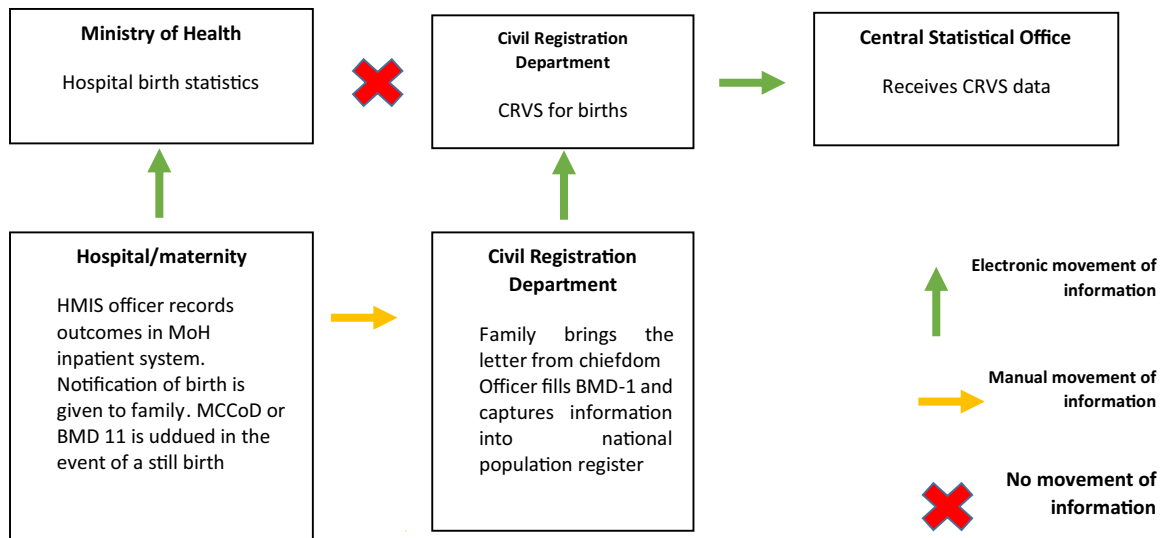 Ministry of Health
Hospital birth statistics
Civil Registration
Department
CRVS for births
Central Statistical Office
Receives CRVS data
Hospital/maternity
HMIS officer records
outcomes in MoH
inpatient system.
Notification of birth is
given to family. MCCoD or
BMD 11 is uddued in the
event of a still birth
Civil Registration
Department
Family brings the
letter from chiefdom
Officer fills BMD-1 and
captures information
into national
population register
Electronic movement of
information
Manual movement of
information
No movement of
information